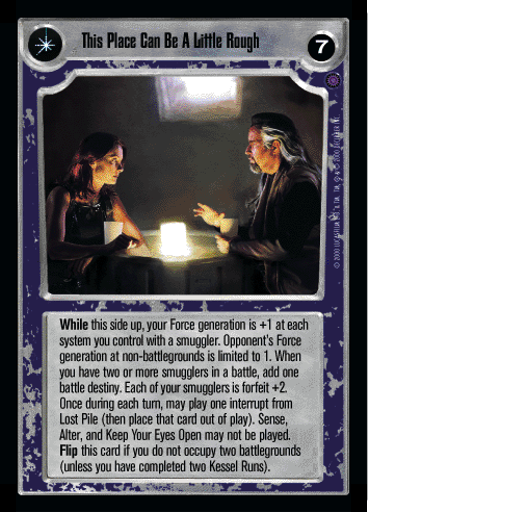 This Place Can Be A Little Rough
7
While this side up, your Force generation is +1 at each
system you control with a smuggler. Opponent's Force
generation at non-battlegrounds is limited to 1. When
you have two or more smugglers in a battle, add one
battle destiny. Each of your smugglers is forfeit +2.
Once during each turn, may play one interrupt from
Lost Pile (then place that card out of play). Sense,
Alter, and Keep Your Eyes Open may not be played.
Flip this card if you do not occupy two battlegrounds
(unless you have completed two Kessel Runs).